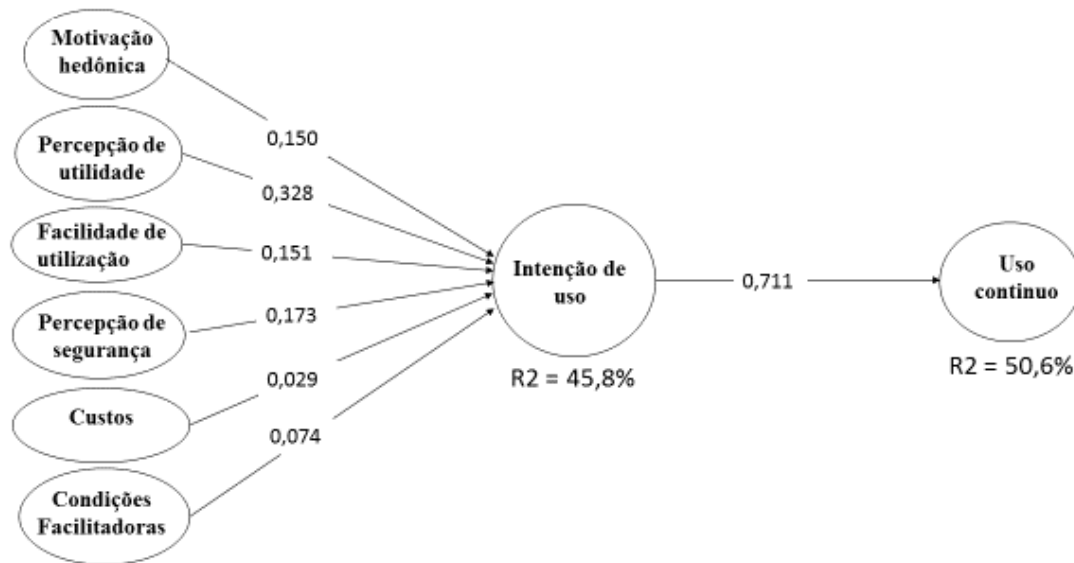 Motivação
hedônica
0,150
Percepção de
utilidade
0,328
Facilidade de
utilização
0,151
Percepção de
segurança
0,173
Custos
0,029
Condições
Facilitadoras
0,074
Intenção de
uso
R2 = 45,8%
0,711
Uso
continuo
R2 = 50,6%